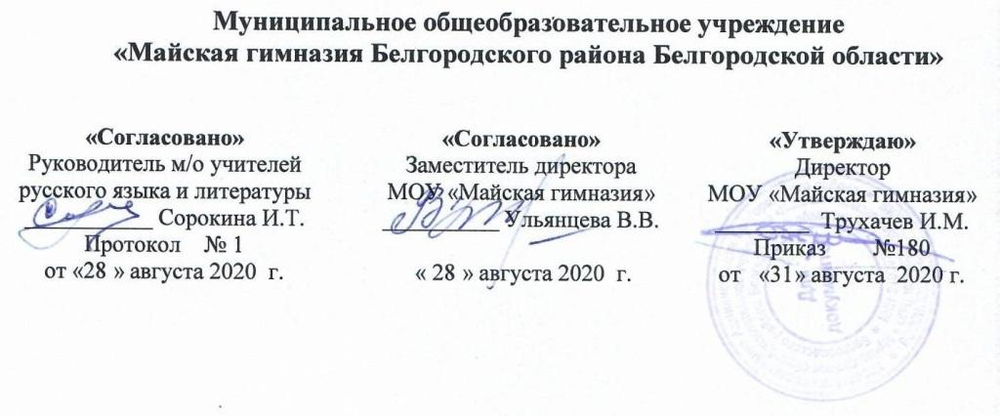 Муниципальное общеобразовательное учреждение
«Майская гимназия Белгородского района Белгородской области»
«Согласовано»
Руководитель м/о учителей
русского языка и литературы
____________ Сорокина И.Т.
Протокол № 1
от «28 » августа 2020 г.
«Согласовано»
Заместитель директора
МОУ «Майская гимназия»
__________ Ульянцева В.В.
« 28 » августа 2020 г.
«Утверждаю»
Директор
МОУ «Майская гимназия»
________ Трухачев И.М.
Приказ №180
от «31» августа 2020 г.